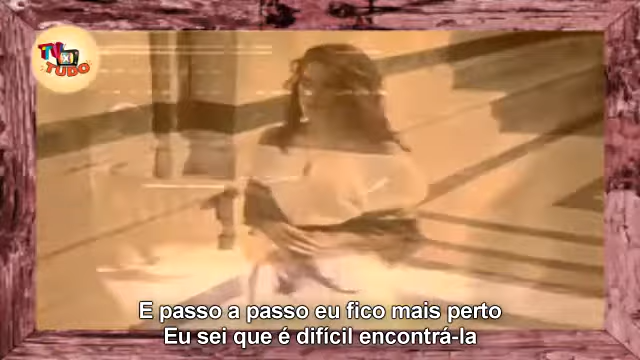 TV
TUDO
E passo a passo eu fico mais perto
Eu sei que é difícil encontrá-la